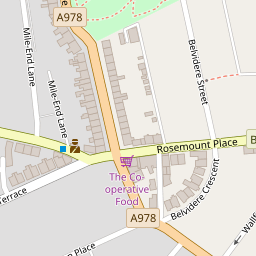 A978
Mile-End Lane
Mile-End Lane
Belvidere Street
Rosemount Place
B
The Co-
operative
Food
Terrace
A978
Belvidere Crescent
Place